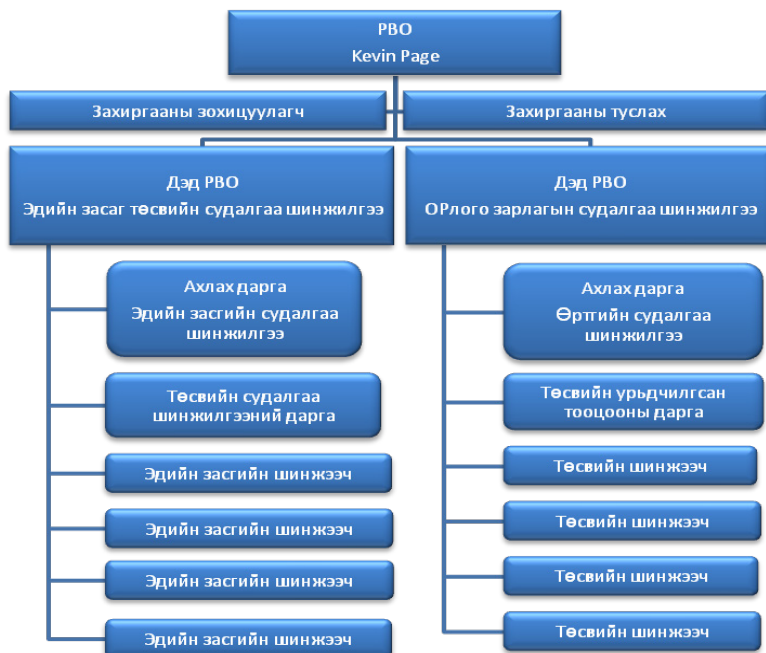 PBO
Kevin Page
Захиргааны зохицуулагч
Захиргааны туслах
Дэд PBO
Эдийн засаг төсвийн судалгаа шинжилгээ
Дэд PBO
ОРлого зарлагын судалгаа шинжилгээ
Ахлах дарга
Эдийн засгийн судалгаа
шинжилгээ
Төсвийн судалгаа
шинжилгээний дарга
Эдийн засгийн шинжээч
Эдийн засгийн шинжээч
Эдийн засгийн шинжээч
Эдийн засгийн шинжээч
Ахлах дарга
Өртгийн судалгаа
шинжилгээ
Төсвийн урьдчилгсан
тооцооны дарга
Төсвийн шинжээч
Төсвийн шинжээч
Төсвийн шинжээч
Төсвийн шинжээч